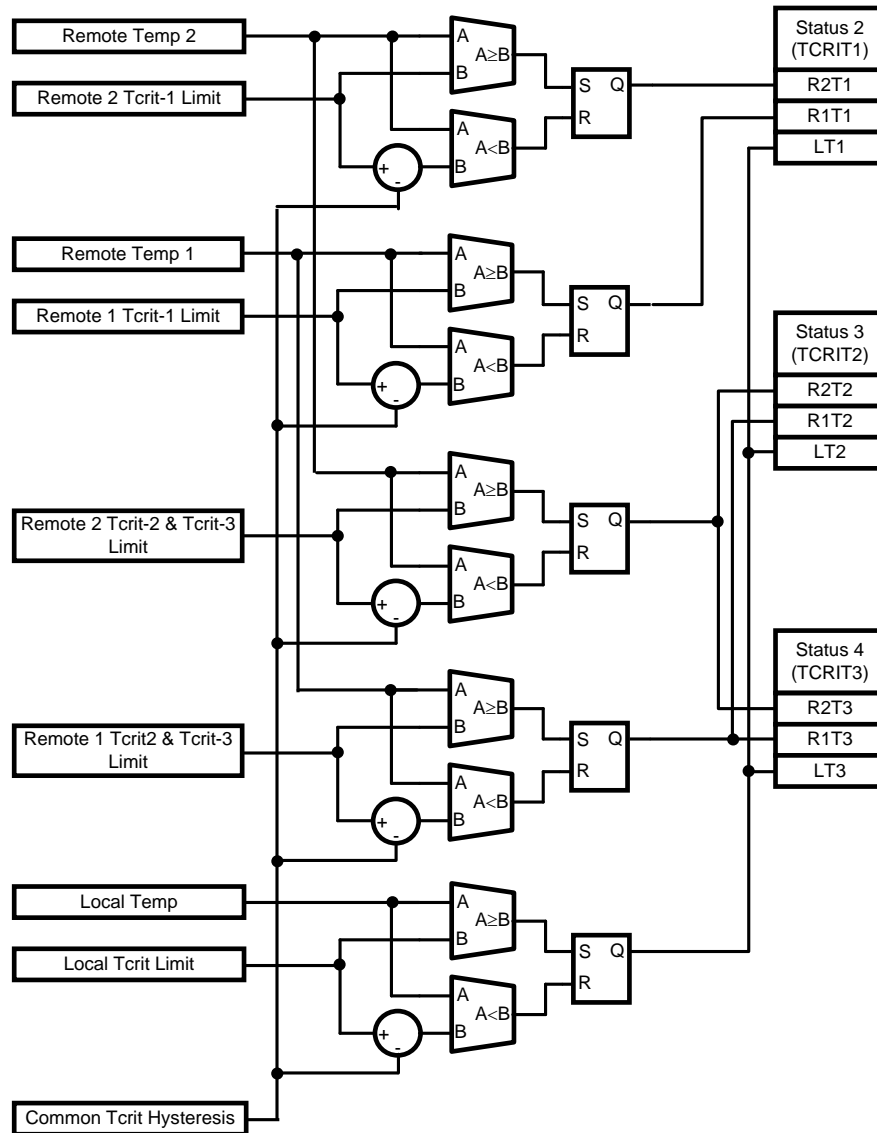 Remote Temp 2
Remote 2 Tcrit-1 Limit
A
B
A≥B
A
B
A<B
+
-
S Q
R
Status 2
(TCRIT1)
R2T1
R1T1
LT1
Remote Temp 1
Remote 1 Tcrit-1 Limit
A
B
A≥B
A
B
A<B
+
-
S Q
R
Status 3
(TCRIT2)
R2T2
R1T2
LT2
Remote 2 Tcrit-2 & Tcrit-3
Limit
A
B
A≥B
A
B
A<B
+
-
S Q
R
Status 4
(TCRIT3)
R2T3
R1T3
LT3
Remote 1 Tcrit2 & Tcrit-3
Limit
A
B
A≥B
A
B
A<B
+
-
S Q
R
Local Temp
Local Tcrit Limit
A
B
A≥B
A
B
A<B
+
-
S Q
R
Common Tcrit Hysteresis